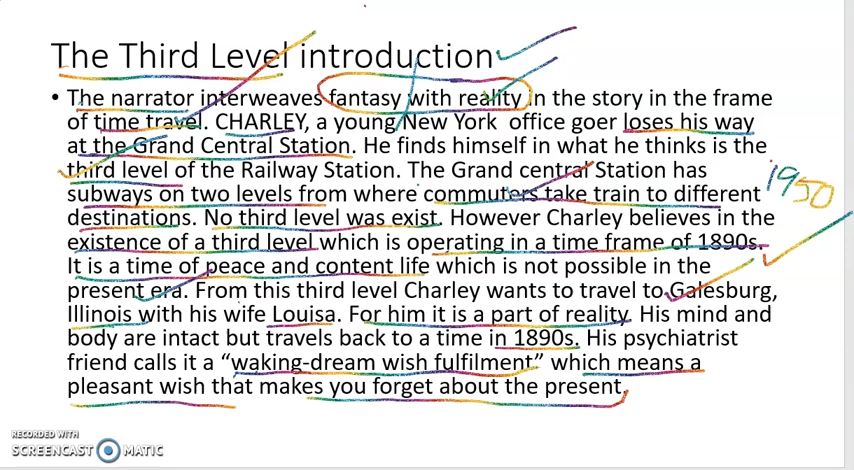 The Third Level introduction
• The narrator interweaves fantasy with reality in the story in the frame
of time travel. CHARLEY, a young New York office goer loses his way
at the Grand Central Station. He finds himself in what he thinks is the
third level of the Railway Station. The Grand central Station has
subways on two levels from where commuters take train to different
1950
destinations. No third level was exist. However Charley believes in the
existence of a third level which is operating in a time frame of 1890s.
It is a time of peace and content life which is not possible in the
present era. From this third level Charley wants to travel to Galesburg,
Illinois with his wife Louisa. For him it is a part of reality. His mind and
body are intact but travels back to a time in 1890s. His psychiatrist
friend calls it a “waking-dream wish fulfilment” which means a
pleasant wish that makes you forget about the present.
RECORDED WITH
SCREENCAST MATIC